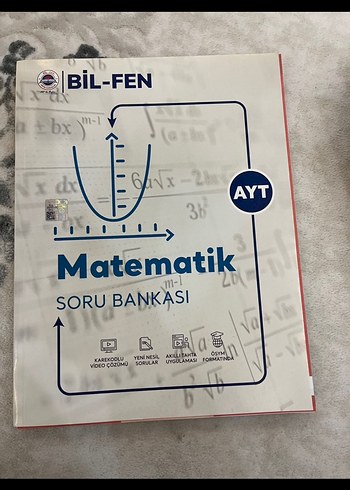 BİL-FEN
AYT
Matematik
SORU BANKASI
KAREKODLU
VİDEO ÇÖZÜMÜ
YENİ NESİL
SORULAR
AKILLI TAHTA
UYGULAMASI
ÖSYM
FORMATINDA